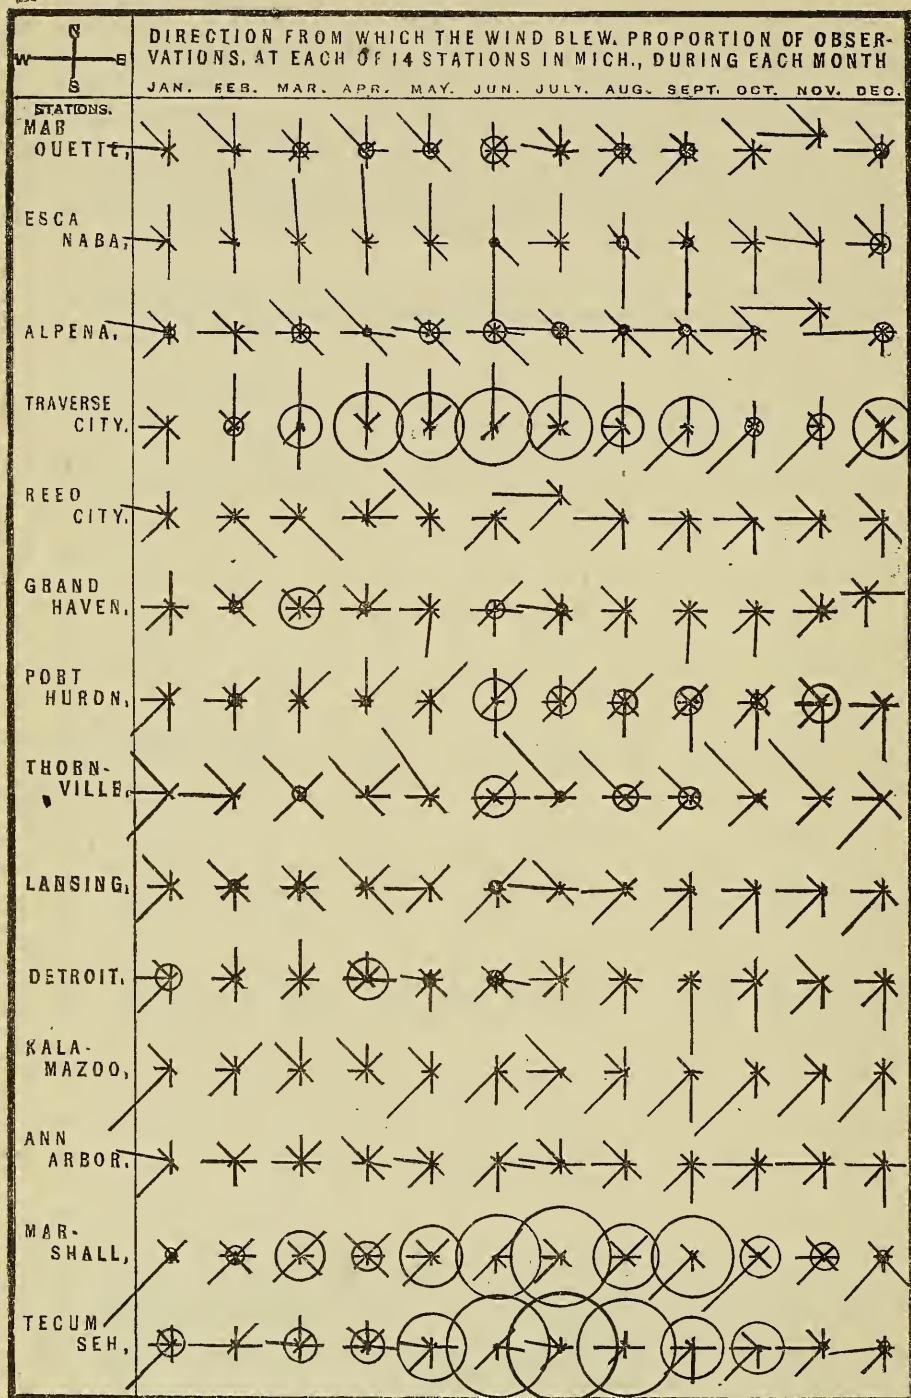 N
W E
S
DIRECTION FROM WHICH THE WIND BLEW. PROPORTION OF OBSER-
VATIONS, AT EACH OF 14 STATIONS IN MICH., DURING EACH MONTH
JAN. FEB. MAR. APR. MAY. JUN. JULY. AUG. SEPT. OCT. NOV. DEC.
STATIONS.
MAR
QUETTE,
ESCA
NABA,
ALPENA,
TRAVERSE
CITY,
REED
CITY,
GRAND
HAVEN,
PORT
HURON,
THORN-
VILLE,
LANSING,
DETROIT,
KALA-
MAZOO,
ANN
ARBOR,
MAR-
SHALL,
TECUM
SEH,